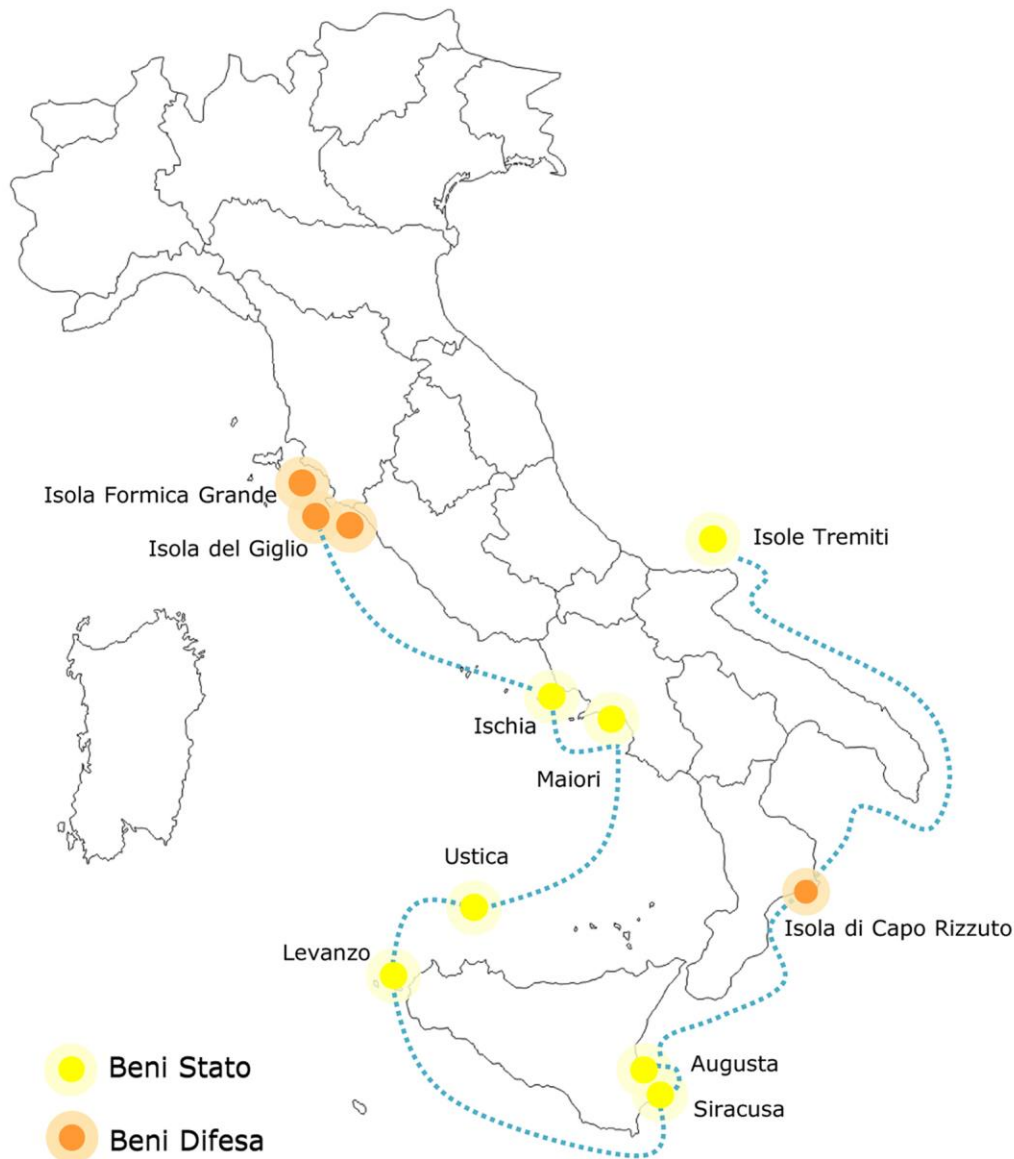 Isola Formica Grande
Isola del Giglio
Isole Tremiti
Ischia
Maiori
Ustica
Isola di Capo Rizzuto
Levanzo
Augusta
Siracusa
Beni Stato
Beni Difesa